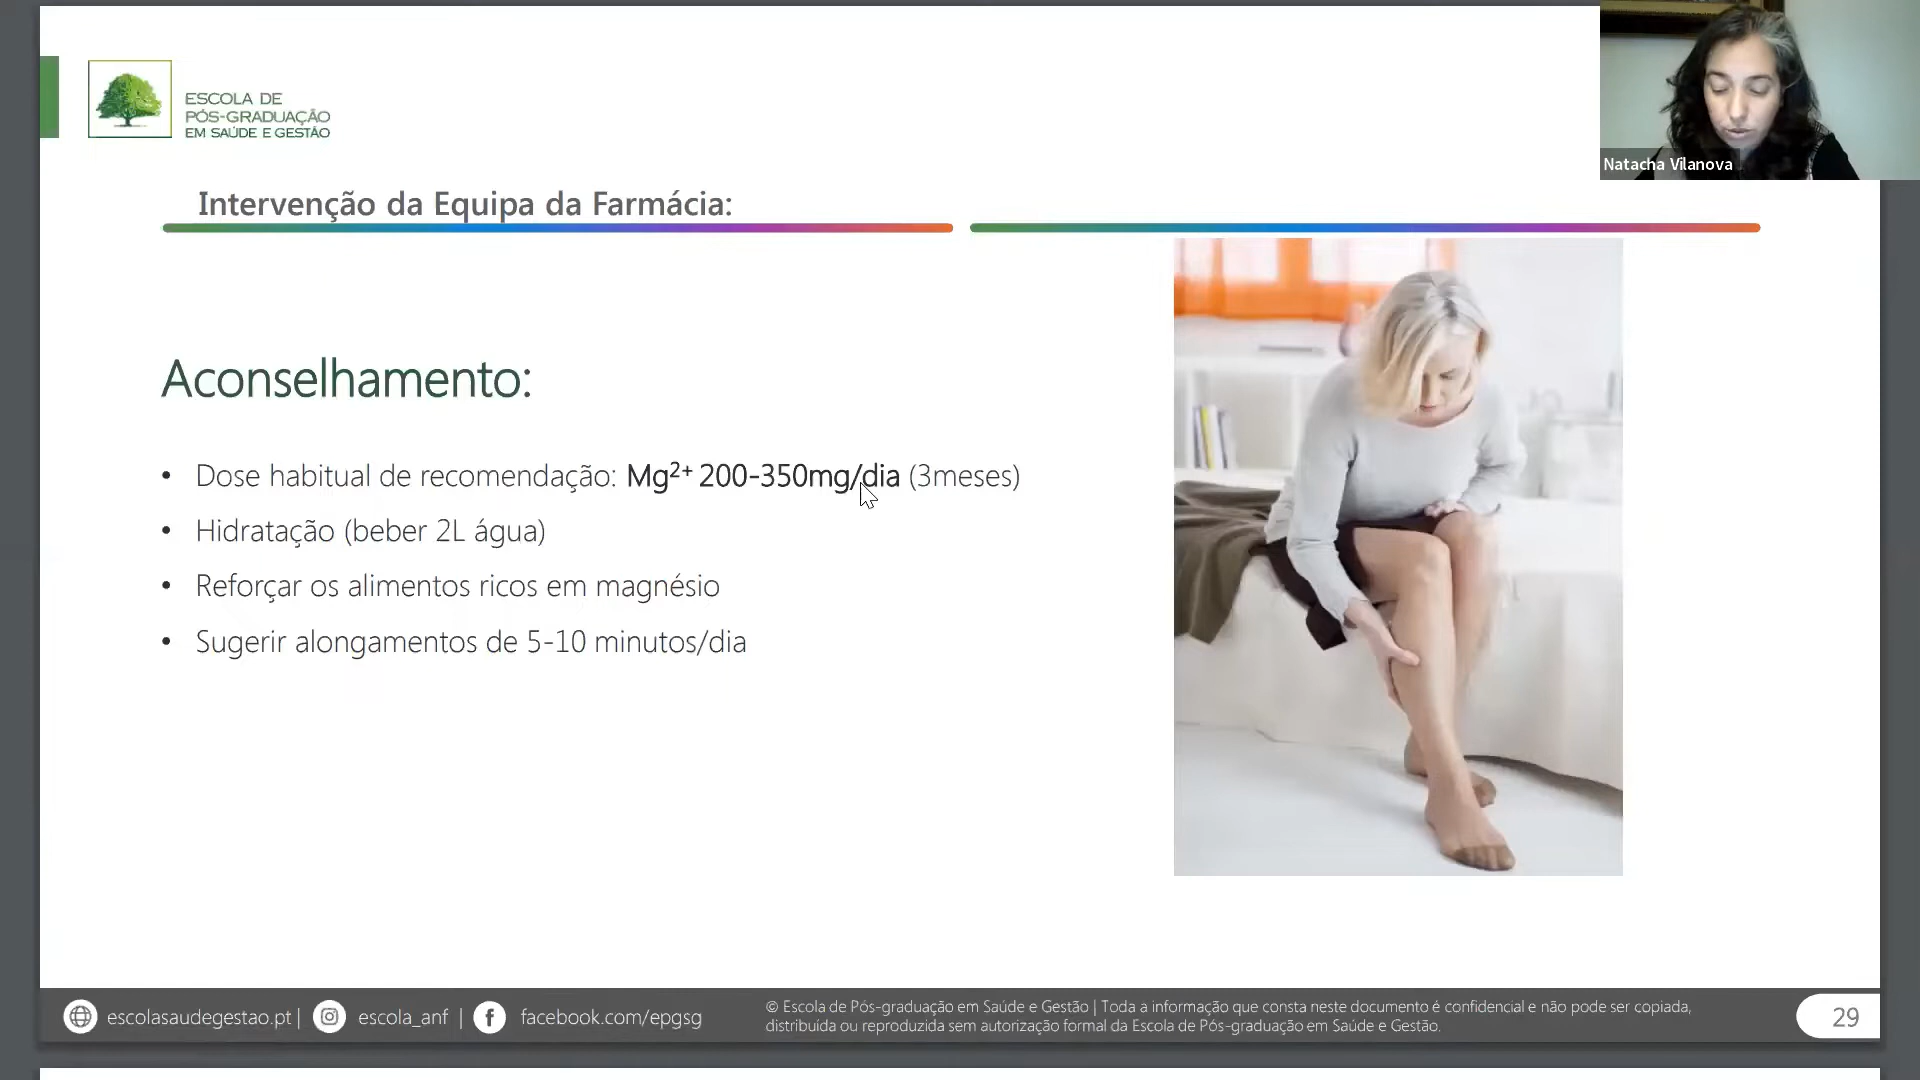 ESCOLA DE
PÓS-GRADUAÇÃO
EM SAÚDE E GESTÃO
Natacha Vilanova
Intervenção da Equipa da Farmácia:
Aconselhamento:
• Dose habitual de recomendação: Mg²⁺ 200-350mg/dia (3meses)
• Hidratação (beber 2L água)
• Reforçar os alimentos ricos em magnésio
• Sugerir alongamentos de 5-10 minutos/dia
escolasaudegestao.pt | escola_anf | facebook.com/epgsg
© Escola de Pós-graduação em Saúde e Gestão | Toda a informação que consta neste documento é confidencial e não pode ser copiada,
distribuída ou reproduzida sem autorização formal da Escola de Pós-graduação em Saúde e Gestão.
29